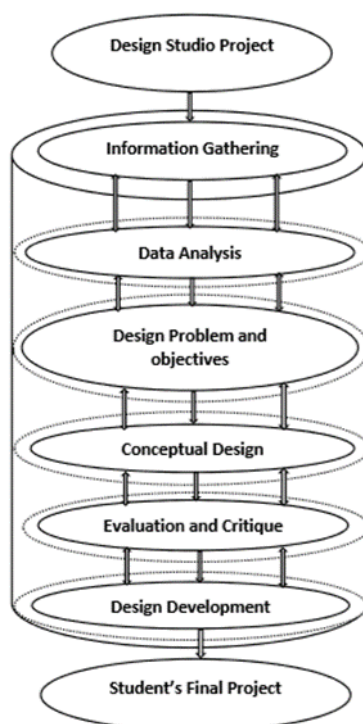 Design Studio Project
Information Gathering
Data Analysis
Design Problem and
objectives
Conceptual Design
Evaluation and Critique
Design Development
Student's Final Project